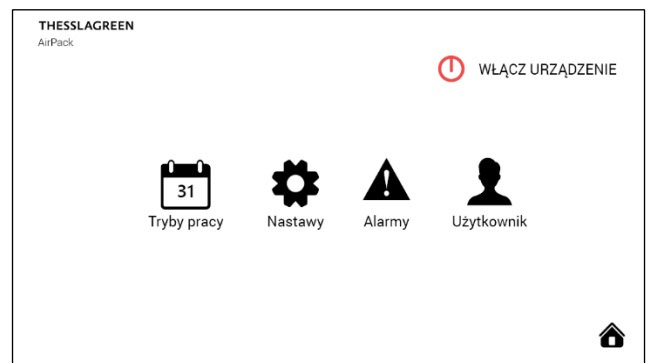 THESSLAGREEN
AirPack
WŁĄCZ URZĄDZENIE
31
Tryby pracy
Nastawy
Alarmy
Użytkownik